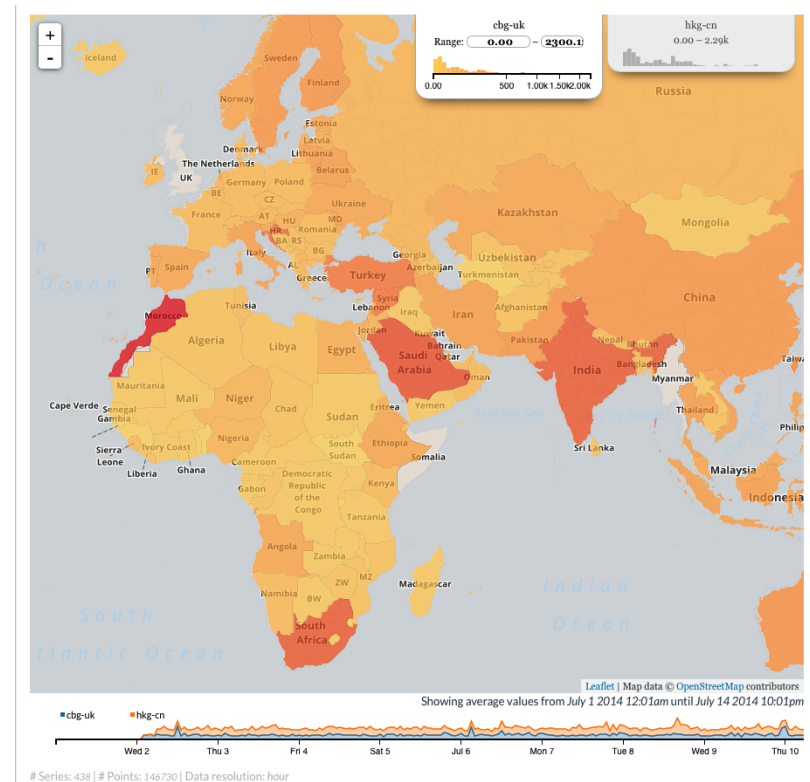 +
-
cbg-uk
Range: 0.00 – 2300.1
0.00 500 1.00k 1.50k 2.00k
hkg-cn
0.00 – 2.29k
Iceland
Sweden
Finland
Norway
Russia
Estonia
Latvia
Denmark
Lithuania
The Netherlands
UK
Belarus
IE
Germany
Poland
BE
CZ
Ukraine
France
AT
HU
MD
Kazakhstan
HR
Romania
Mongolia
BA RS
Italy
BG
Georgia
Uzbekistan
PT
Spain
AL
Azerbaijan
Greece
Turkey
Turkmenistan
Ocean
Tunisia
Syria
Lebanon
China
Morocco
Iraq
Iran
Afghanistan
Algeria
Libya
Jordan
Kuwait
Egypt
Pakistan
Nepal
Bhutan
Bahrain
Saudi
Arabia
Qatar
India
Bangladesh
Taiwa
Mauritania
Oman
Myanmar
Mali
Niger
Cape Verde
Senegal
Gambia
Chad
Sudan
Eritrea
Yemen
Arabian Sea
Bay of Bengal
Thailand
Philip
Nigeria
Ethiopia
Sierra
Leone
Ivory Coast
South
Sudan
Somalia
Sri Lanka
Liberia
Ghana
Cameroon
Malaysia
Gabon
Democratic
Republic
of the
Congo
Kenya
Indonesia
Tanzania
Angola
Zambia
ZW
MZ
Madagascar
Indian
Ocean
Namibia
BW
South
Africa
South
tlantic Ocean
Leaflet | Map data © OpenStreetMap contributors
Showing average values from July 1 2014 12:01am until July 14 2014 10:01pm
cbg-uk hkg-cn
Wed 2 Thu 3 Fri 4 Sat 5 Jul 6 Mon 7 Tue 8 Wed 9 Thu 10
# Series: 438 | # Points: 146730 | Data resolution: hour